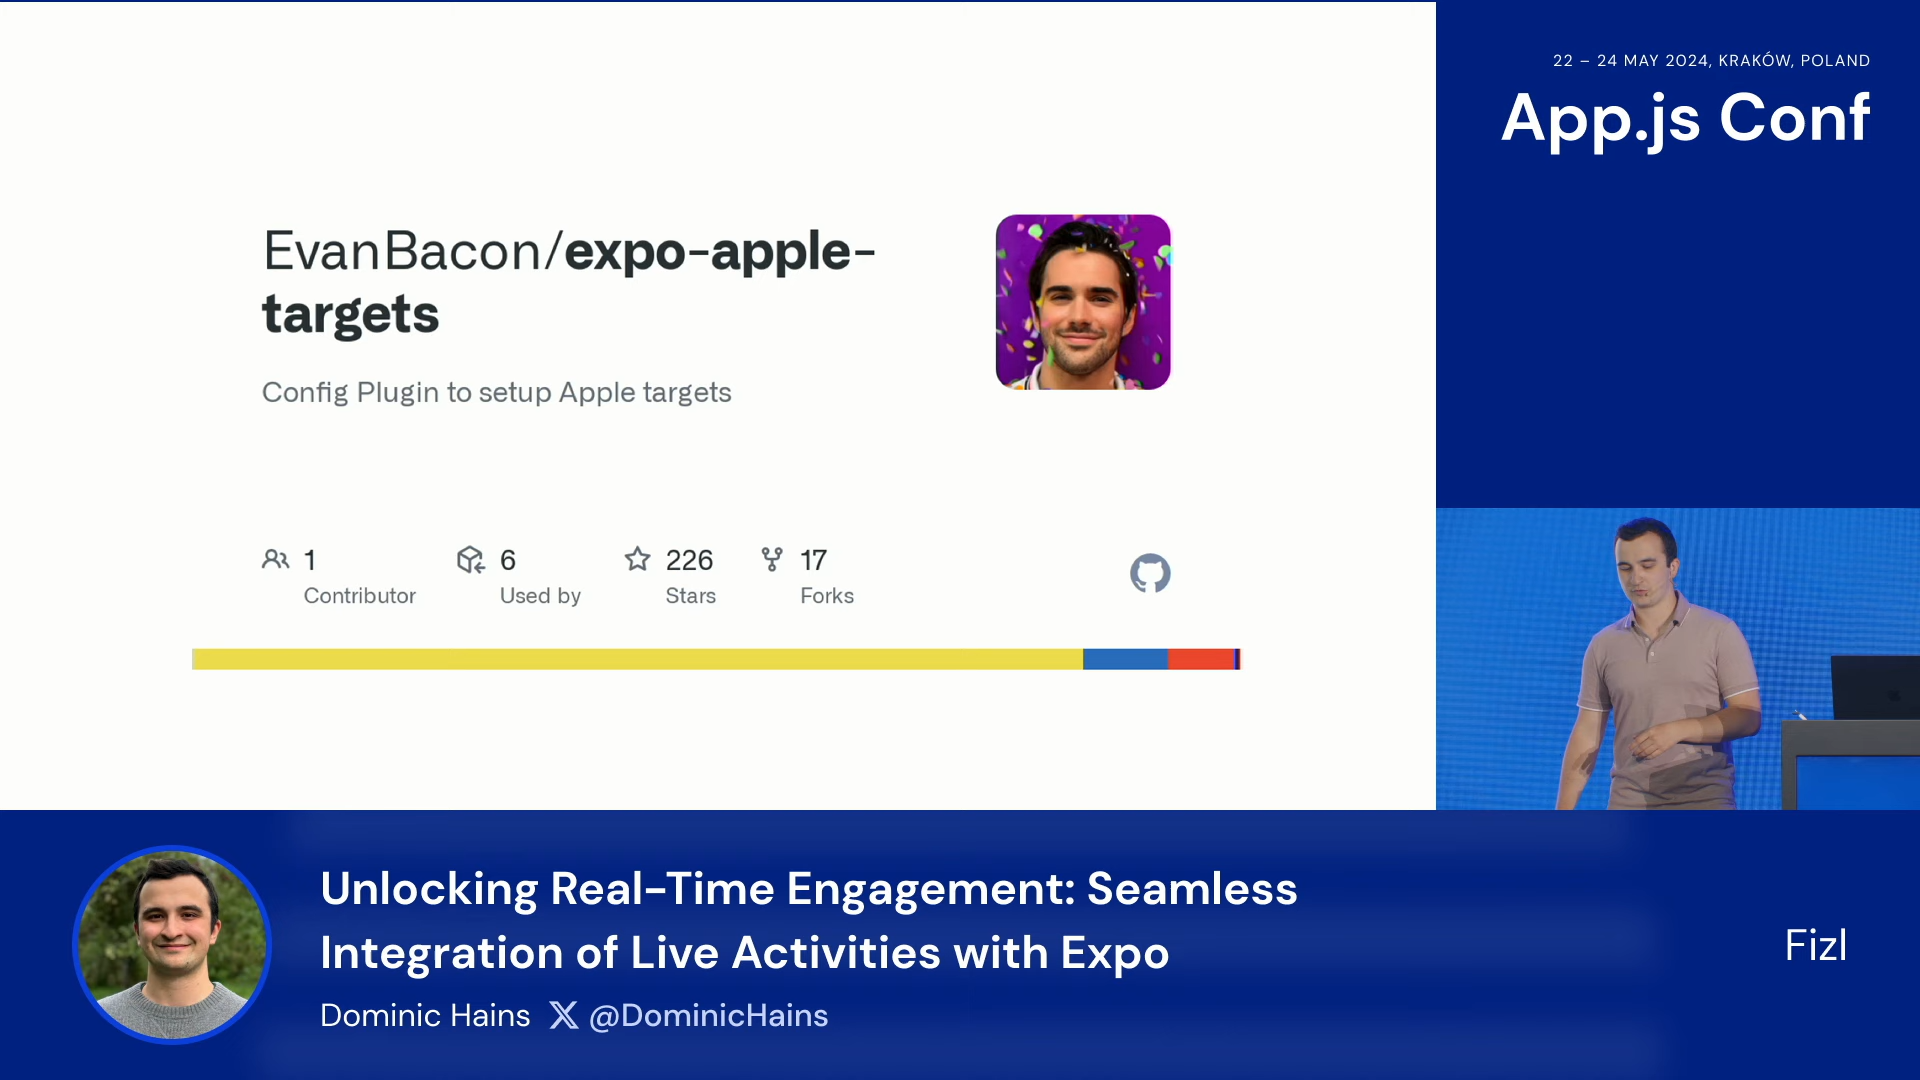 EvanBacon/expo-apple-
targets
Config Plugin to setup Apple targets
1
Contributor
6
Used by
226
Stars
17
Forks
22 – 24 MAY 2024, KRAKÓW, POLAND
App.js Conf
Unlocking Real-Time Engagement: Seamless
Integration of Live Activities with Expo
Dominic Hains X @DominicHains
Fizl